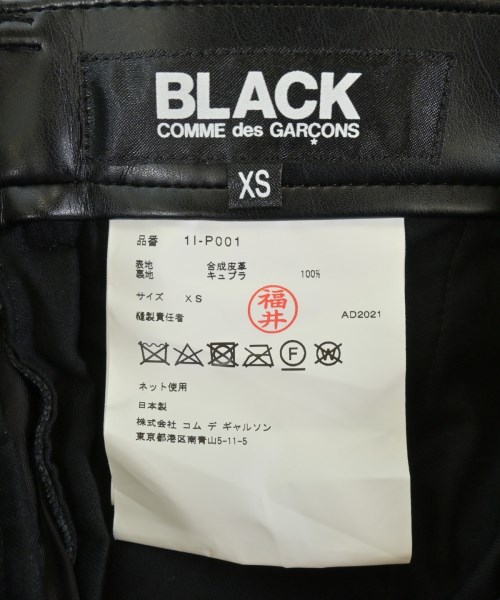 BLACK
COMME des GARÇONS
XS
品番 1I-P001
表地 合成皮革
裏地 キュプラ 100%
サイズ XS
縫製責任者 福井 AD2021
F W
ネット使用
日本製
株式会社 コム デ ギャルソン
東京都港区南青山5-11-5